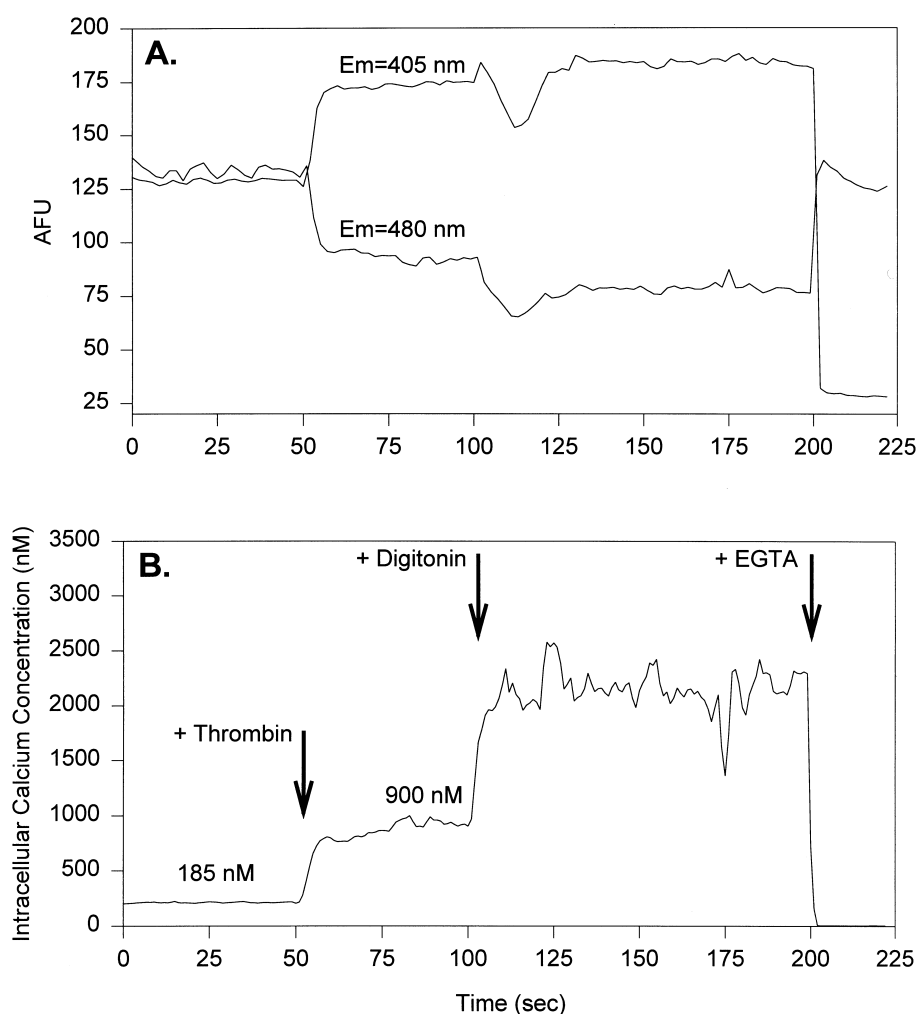 A.
200
175
150
125
100
75
50
25
AFU
Em=405 nm
Em=480 nm
0 25 50 75 100 125 150 175 200 225
B.
3500
3000
2500
2000
1500
1000
500
0
Intracellular Calcium Concentration (nM)
+ Digitonin
+ EGTA
+ Thrombin
900 nM
185 nM
0 25 50 75 100 125 150 175 200 225
Time (sec)